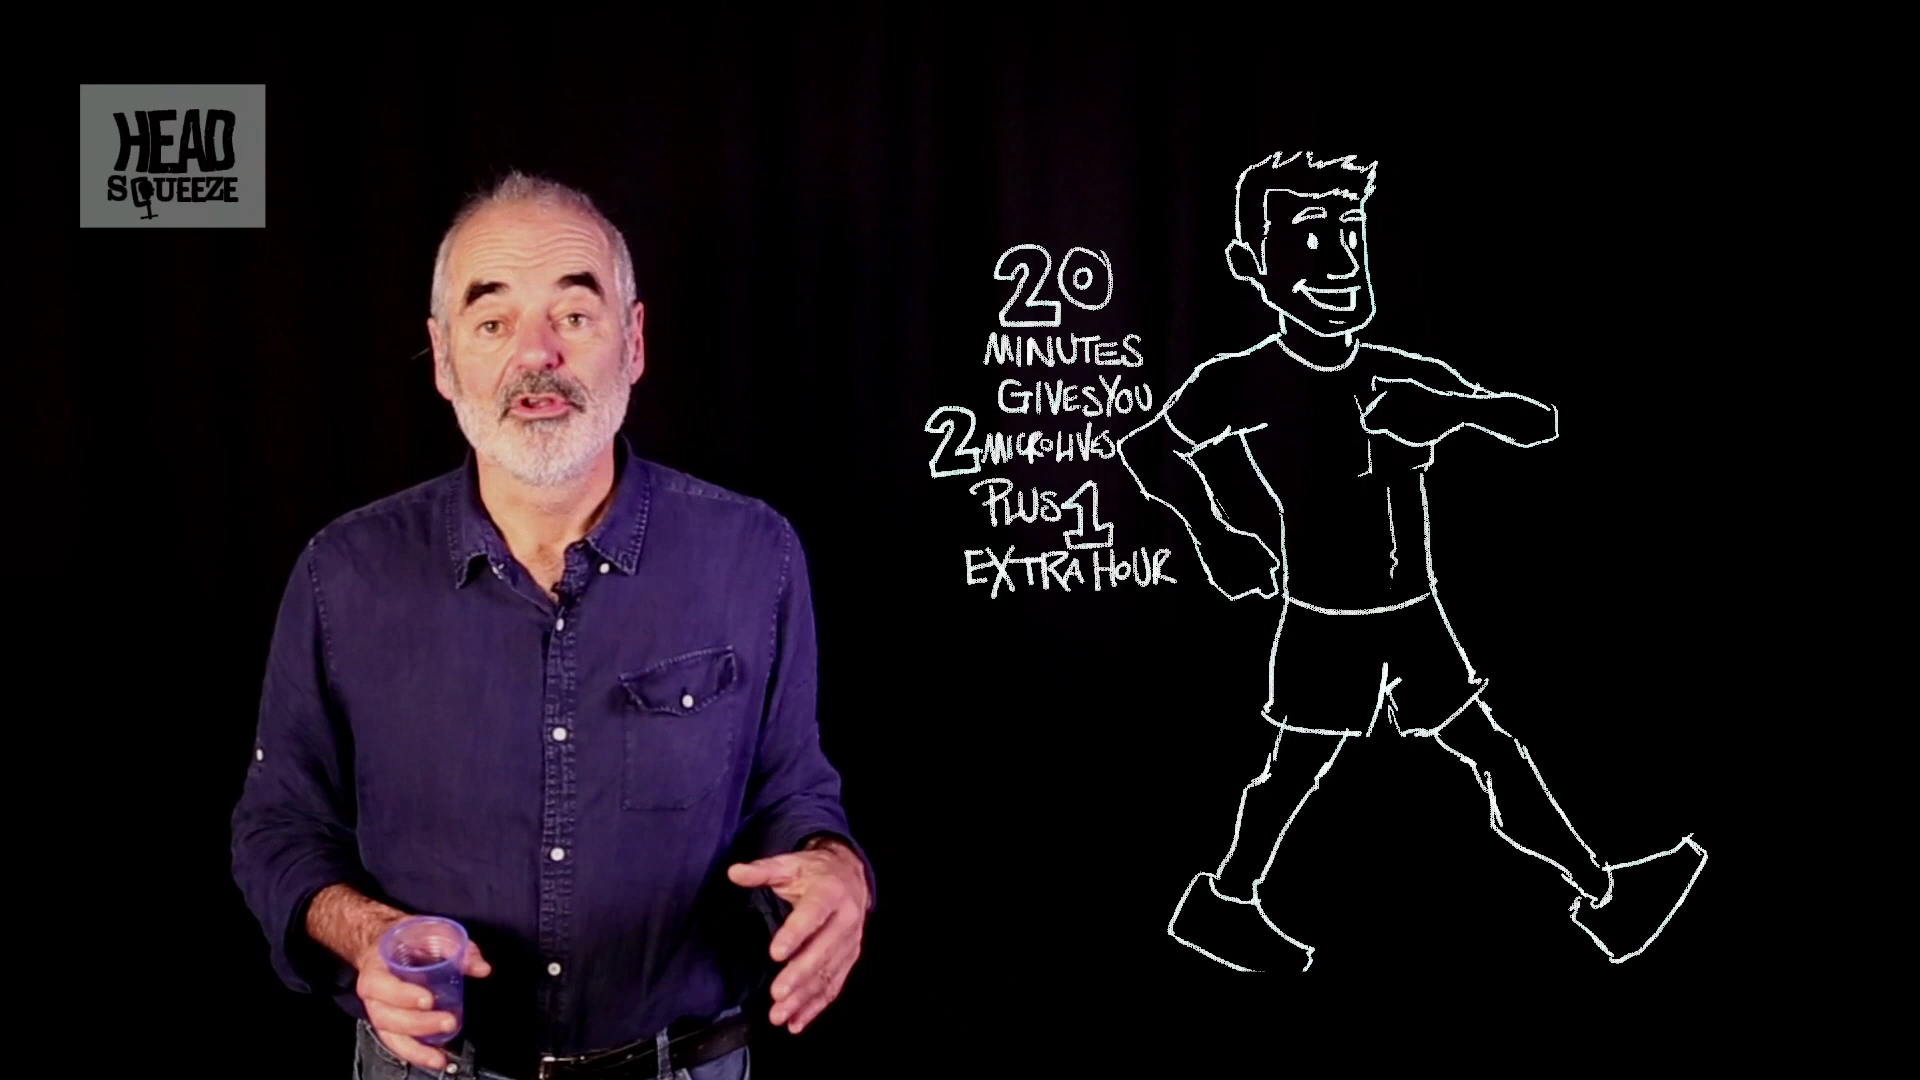 HEAD
SQUEEZE
20
MINUTES
GIVES YOU
2 MICROLIVES
PLUS 1
EXTRA HOUR